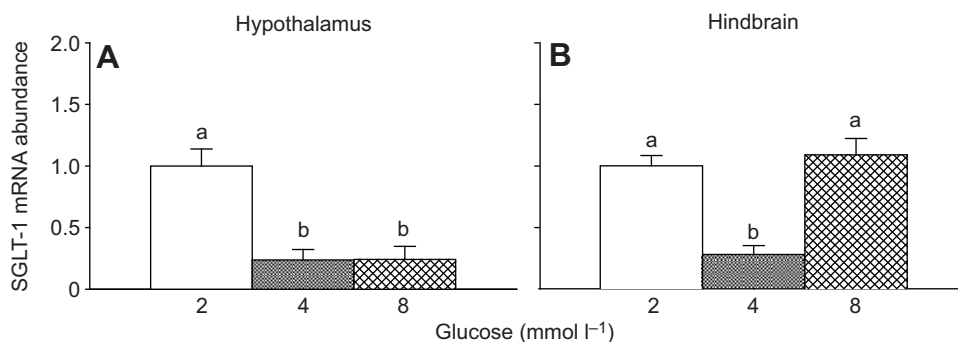 Hypothalamus
Hindbrain
A
B
SGLT-1 mRNA abundance
2.0
1.5
1.0
0.5
0
a
b
b
a
b
a
2 4 8
2 4 8
Glucose (mmol l⁻¹)